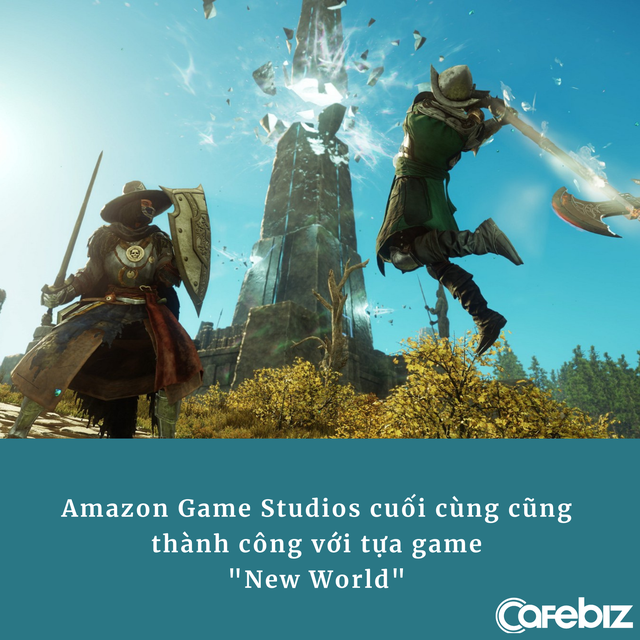 Amazon Game Studios cuối cùng cũng
thành công với tựa game
"New World"
Cafebiz